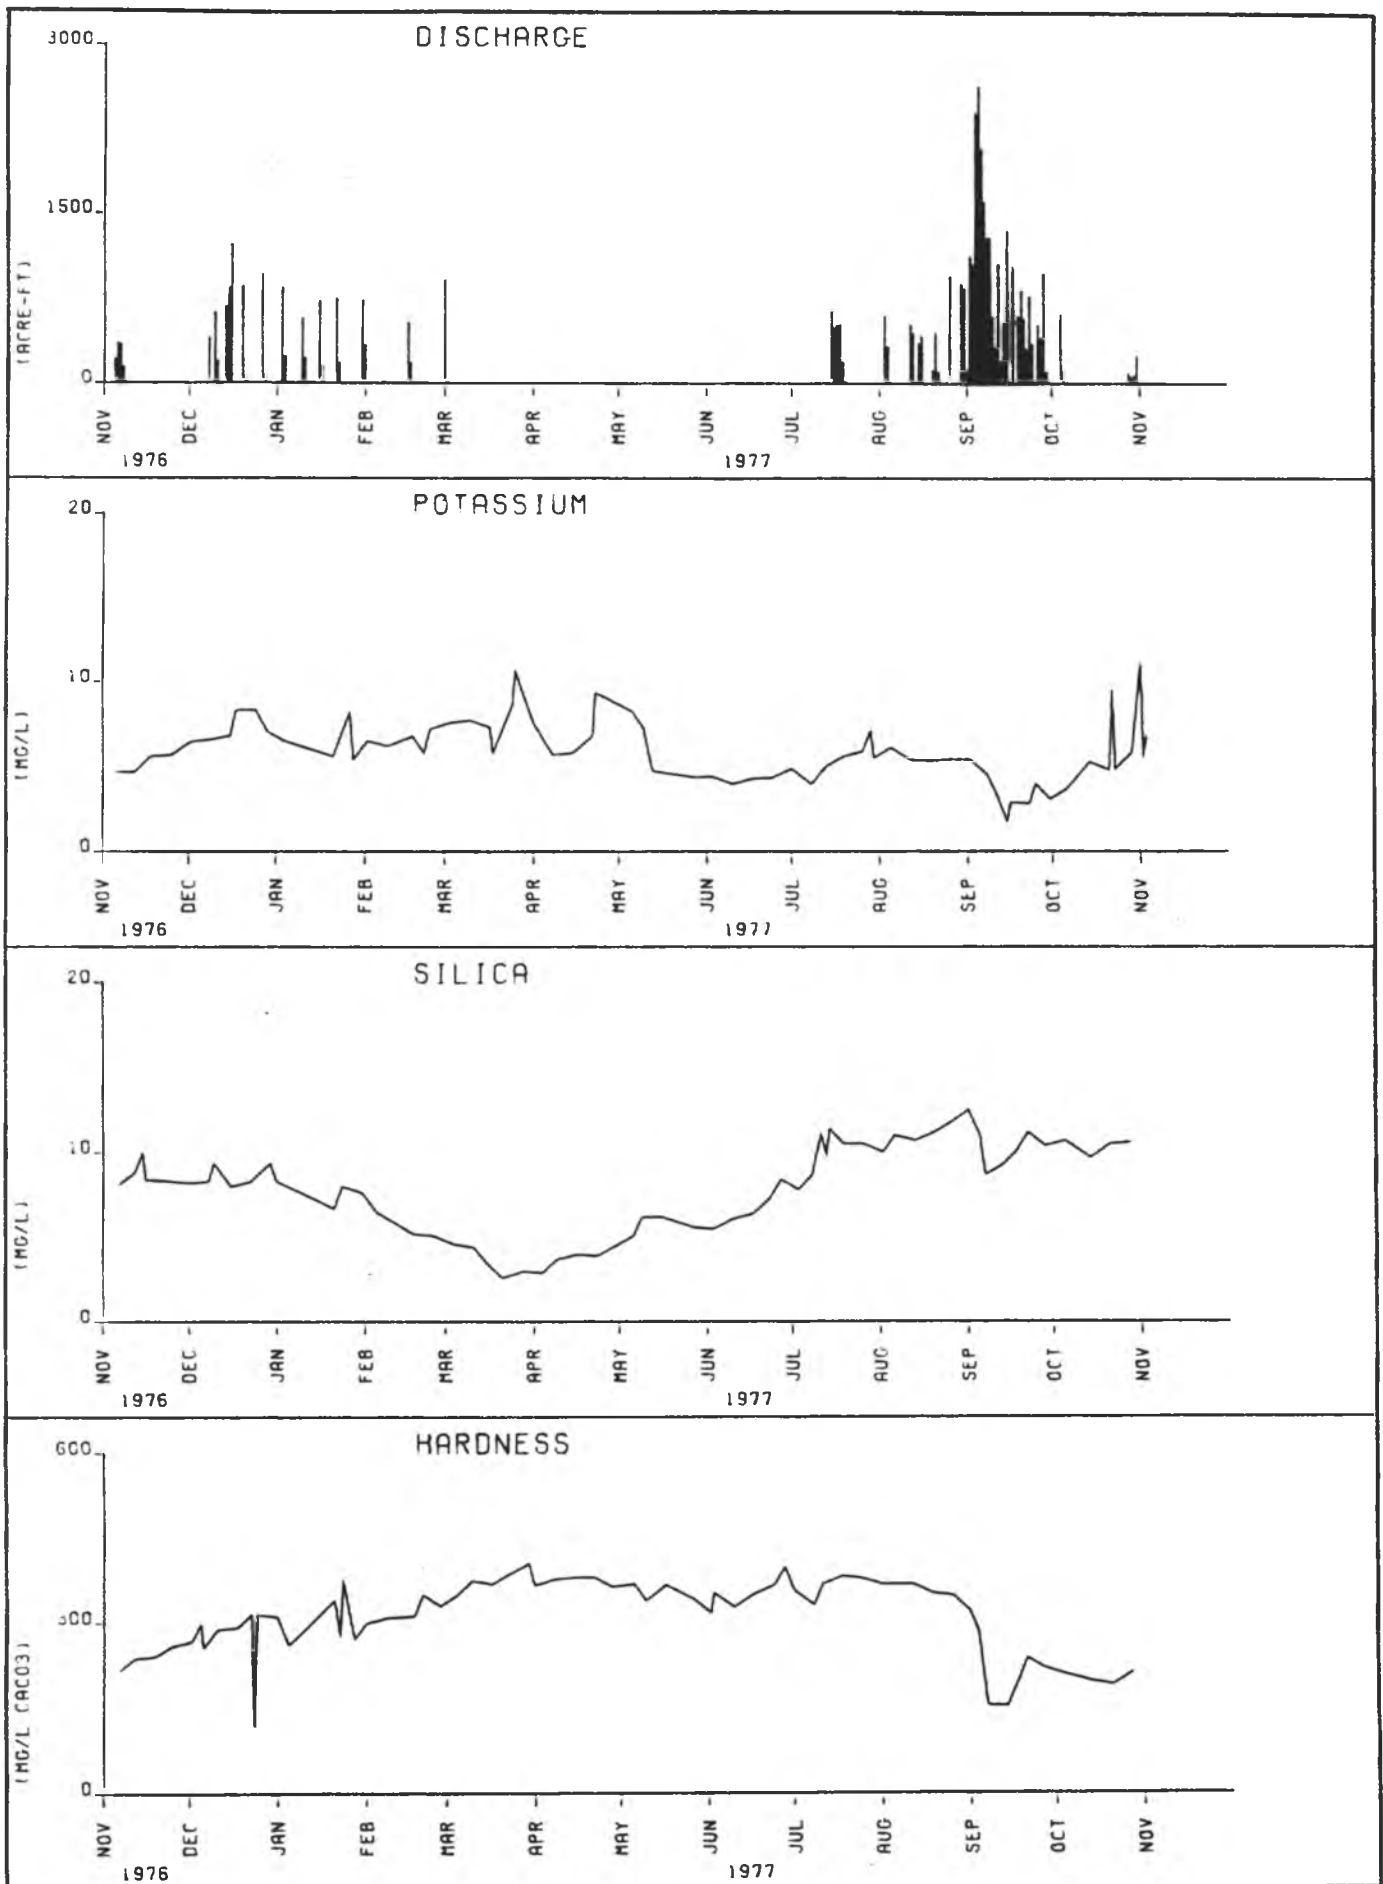 DISCHARGE
3000
1500
0
(ACRE-FT)
NOV DEC JAN FEB MAR APR MAY JUN JUL AUG SEP OCT NOV
1976 1977
POTASSIUM
20
10
0
(MG/L)
NOV DEC JAN FEB MAR APR MAY JUN JUL AUG SEP OCT NOV
1976 1977
SILICA
20
10
0
(MG/L)
NOV DEC JAN FEB MAR APR MAY JUN JUL AUG SEP OCT NOV
1976 1977
HARDNESS
600
300
0
(MG/L CACO3)
NOV DEC JAN FEB MAR APR MAY JUN JUL AUG SEP OCT NOV
1976 1977